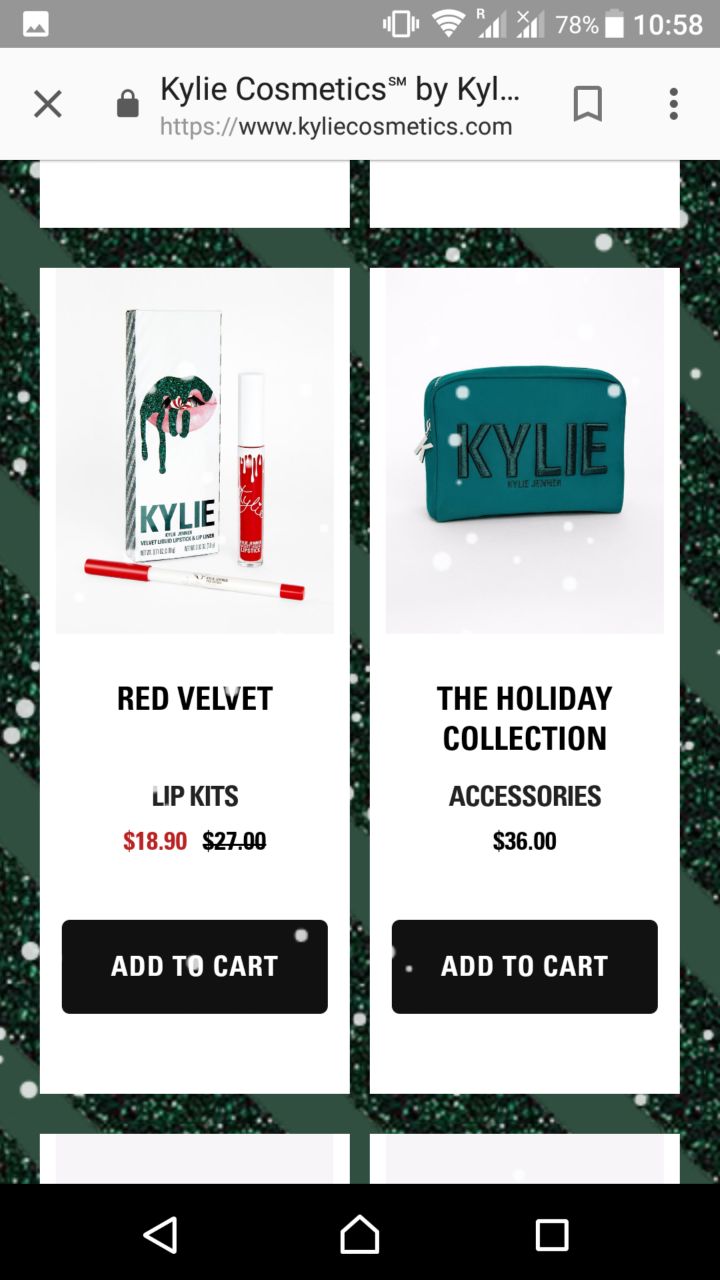 R
78%
10:58
Kylie Cosmetics℠ by Kyl...
https://www.kyliecosmetics.com
KYLIE
KYLIE JENNER
VELVET LIQUID LIPSTICK & LIP LINER
Kylie
LIPSTICK
KYLIE
KYLIE JENNER
RED VELVET
THE HOLIDAY
COLLECTION
LIP KITS
ACCESSORIES
$18.90 $27.00
$36.00
ADD TO CART
ADD TO CART